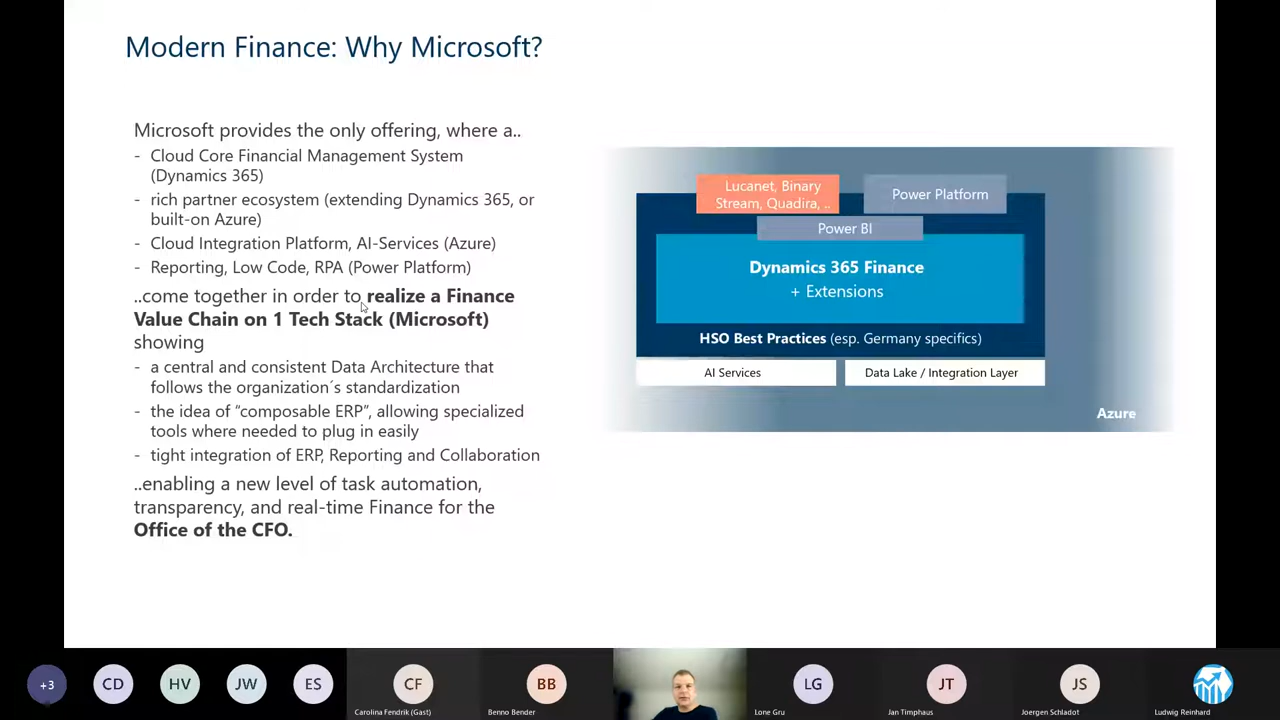 Modern Finance: Why Microsoft?
Microsoft provides the only offering, where a..
- Cloud Core Financial Management System
(Dynamics 365)
- rich partner ecosystem (extending Dynamics 365, or
built-on Azure)
- Cloud Integration Platform, AI-Services (Azure)
- Reporting, Low Code, RPA (Power Platform)
..come together in order to realize a Finance
Value Chain on 1 Tech Stack (Microsoft)
showing
- a central and consistent Data Architecture that
follows the organization´s standardization
- the idea of “composable ERP”, allowing specialized
tools where needed to plug in easily
- tight integration of ERP, Reporting and Collaboration
..enabling a new level of task automation,
transparency, and real-time Finance for the
Office of the CFO.
Lucanet, Binary
Stream, Quadira, ..
Power Platform
Power BI
Dynamics 365 Finance
+ Extensions
HSO Best Practices (esp. Germany specifics)
AI Services
Data Lake / Integration Layer
Azure
+3
CD
HV
JW
ES
CF
Carolina Fendrik (Gast)
BB
Benno Bender
LG
Lone Gru
JT
Jan Timphaus
JS
Joergen Schladot
Ludwig Reinhard